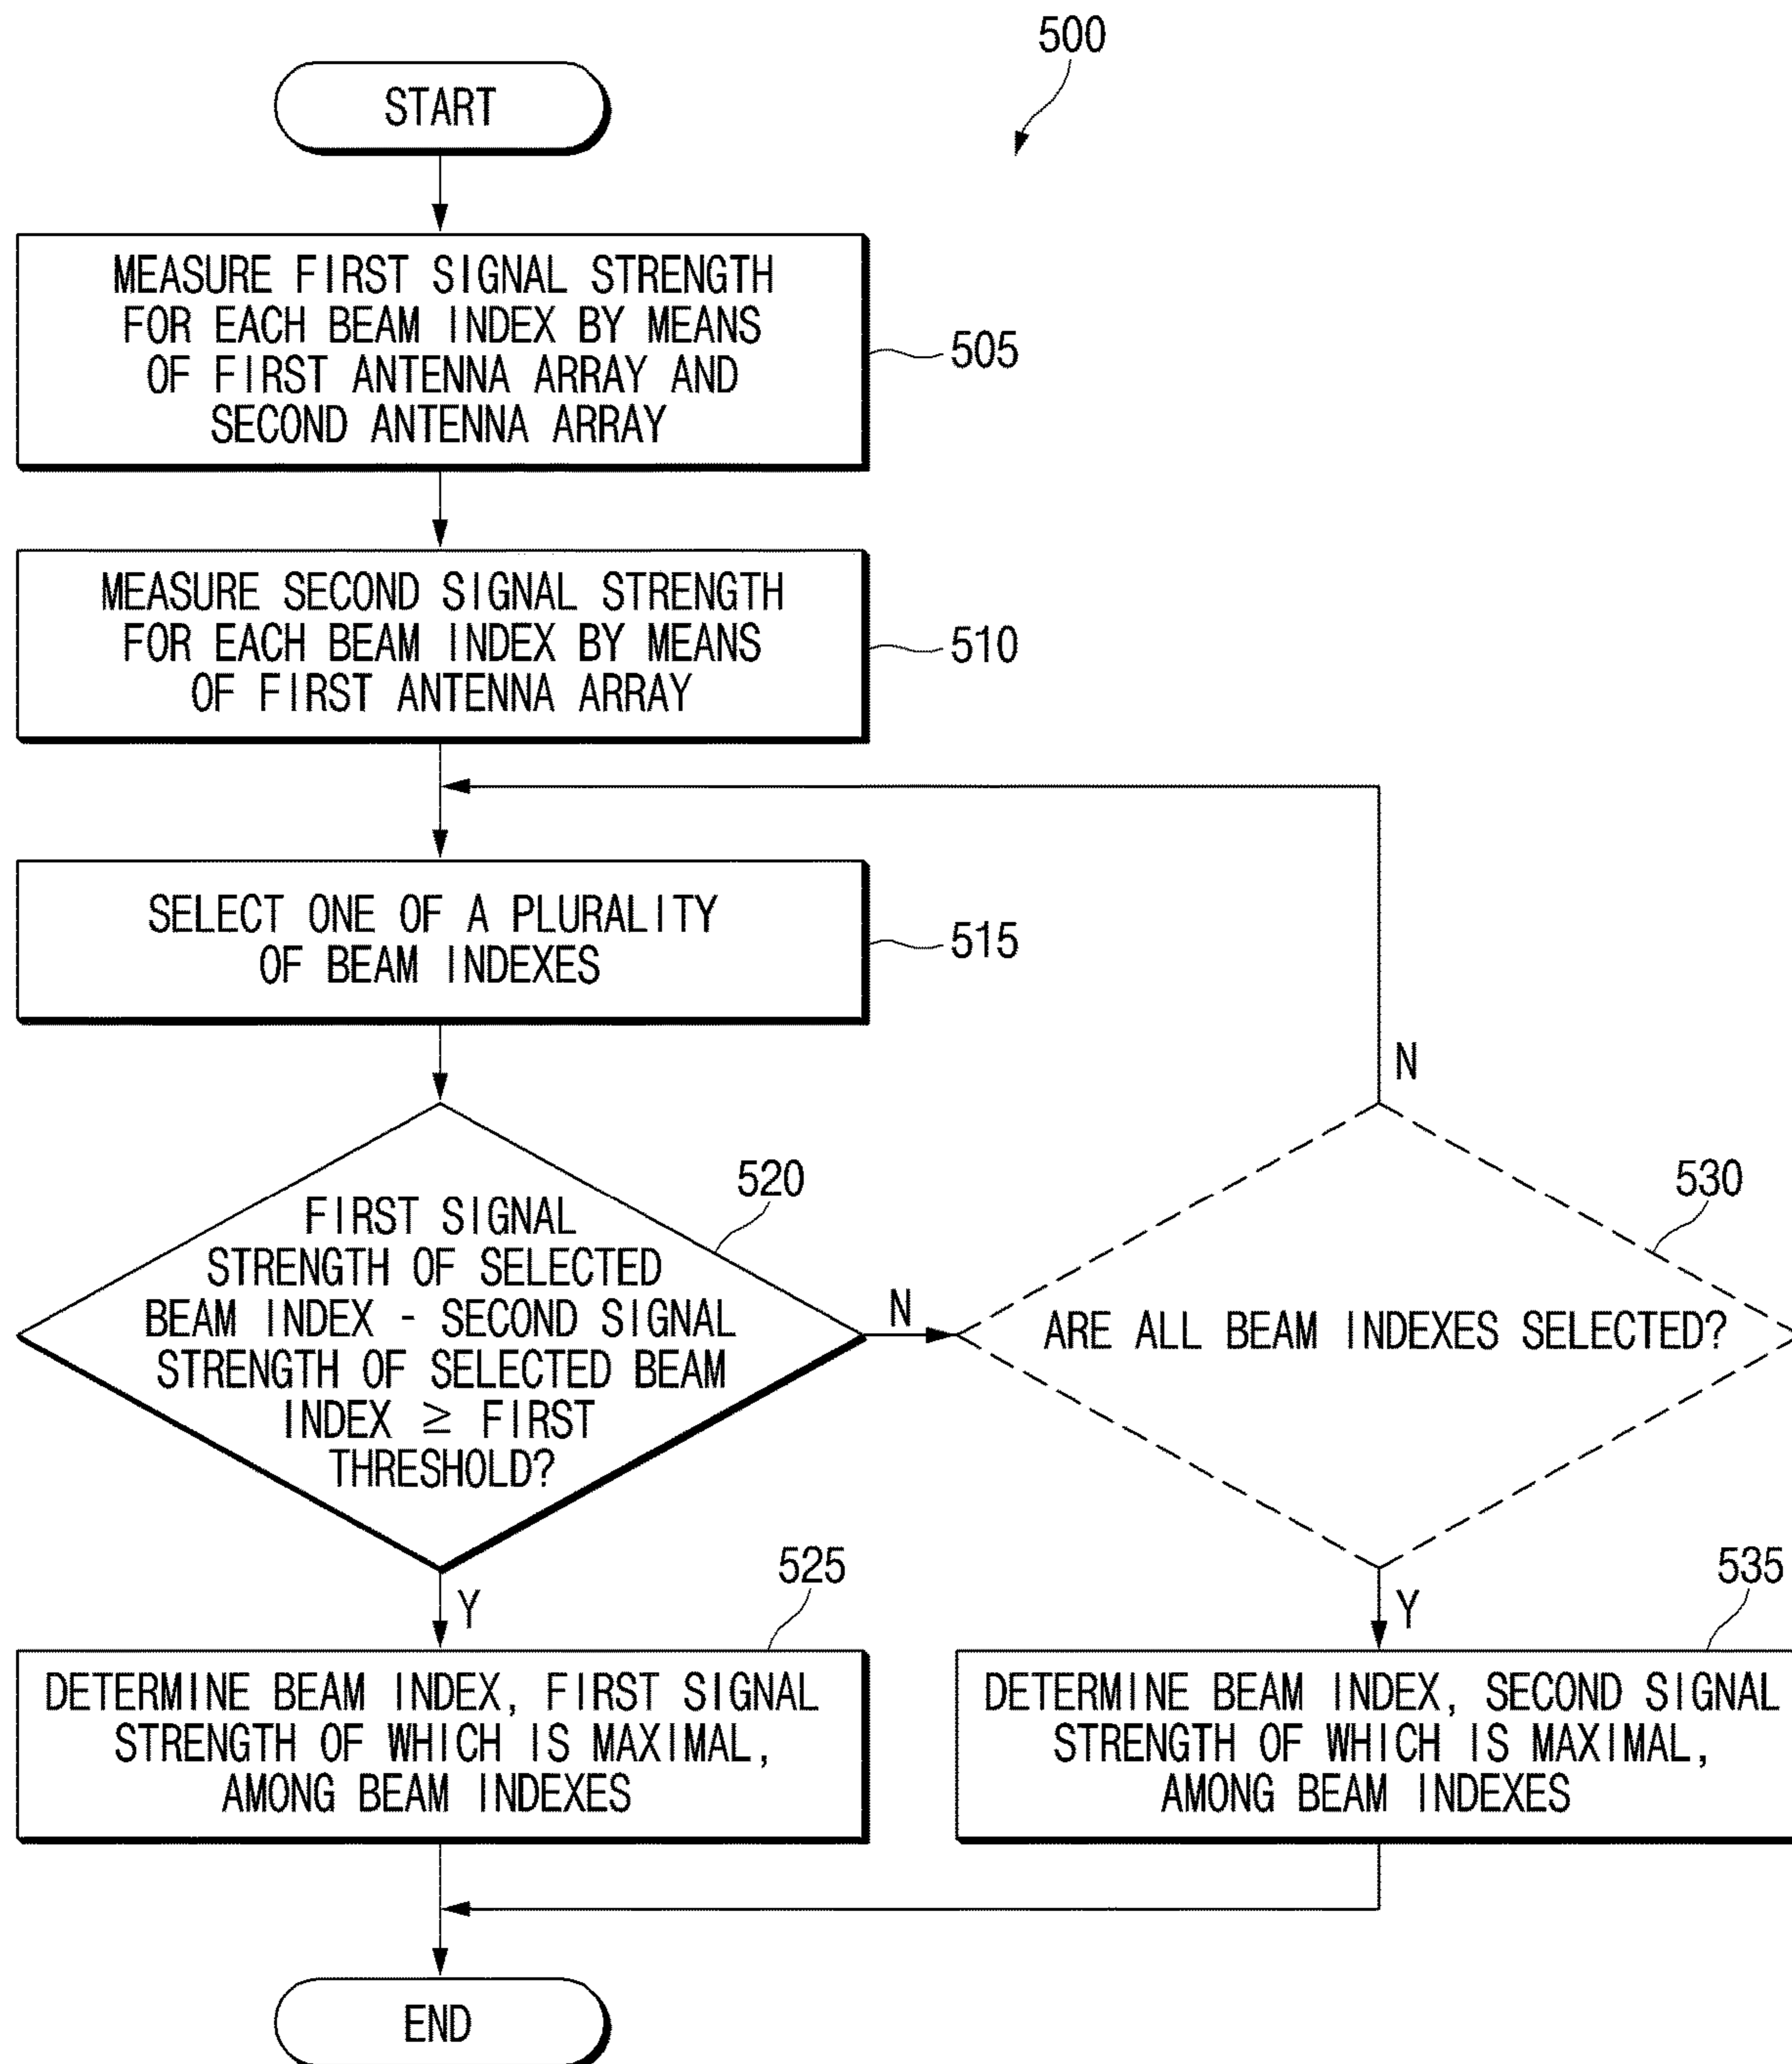 500
START
MEASURE FIRST SIGNAL STRENGTH
FOR EACH BEAM INDEX BY MEANS
OF FIRST ANTENNA ARRAY AND
SECOND ANTENNA ARRAY
505
MEASURE SECOND SIGNAL STRENGTH
FOR EACH BEAM INDEX BY MEANS
OF FIRST ANTENNA ARRAY
510
SELECT ONE OF A PLURALITY
OF BEAM INDEXES
515
FIRST SIGNAL
STRENGTH OF SELECTED
BEAM INDEX - SECOND SIGNAL
STRENGTH OF SELECTED BEAM
INDEX ≥ FIRST
THRESHOLD?
520
N
Y
ARE ALL BEAM INDEXES SELECTED?
530
N
Y
DETERMINE BEAM INDEX, FIRST SIGNAL
STRENGTH OF WHICH IS MAXIMAL,
AMONG BEAM INDEXES
525
DETERMINE BEAM INDEX, SECOND SIGNAL
STRENGTH OF WHICH IS MAXIMAL,
AMONG BEAM INDEXES
535
END